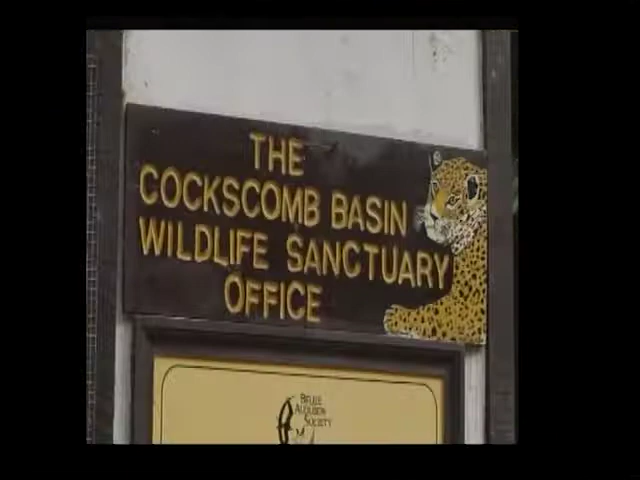 THE
COCKSCOMB BASIN
WILDLIFE SANCTUARY
OFFICE
BELIZE
AUDUBON
SOCIETY